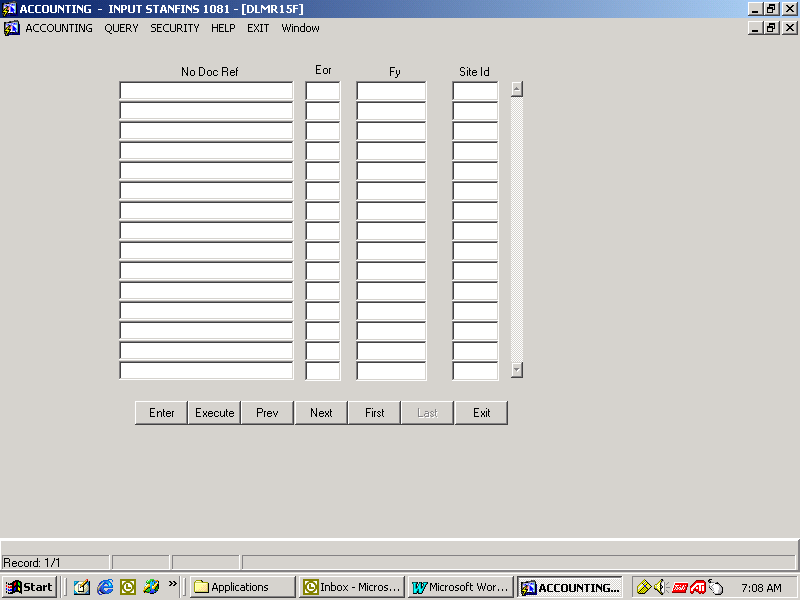 ACCOUNTING - INPUT STANFINS 1081 - [DLMR15F]
ACCOUNTING QUERY SECURITY HELP EXIT Window
No Doc Ref Eor Fy Site Id
Enter Execute Prev Next First Last Exit
Record: 1/1
Start » Applications Inbox - Micros... Microsoft Wor... ACCOUNTING... 7:08 AM